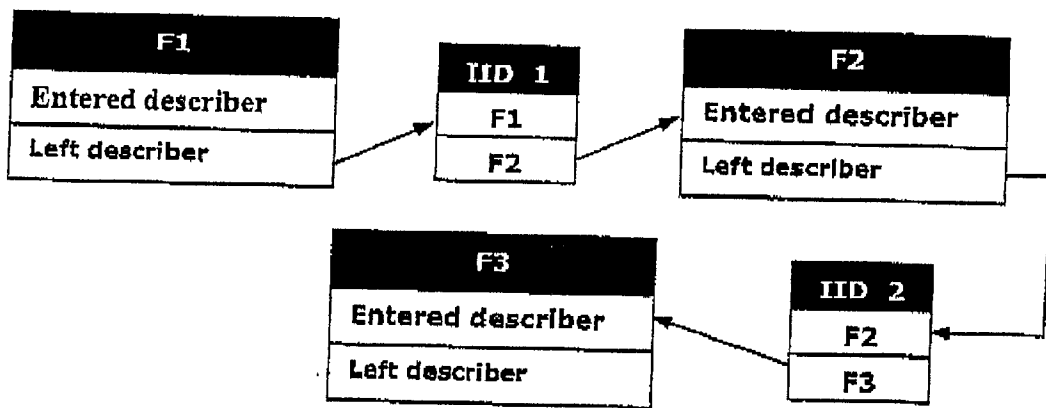 F1
Entered describer
Left describer
IID 1
F1
F2
F2
Entered describer
Left describer
F3
Entered describer
Left describer
IID 2
F2
F3